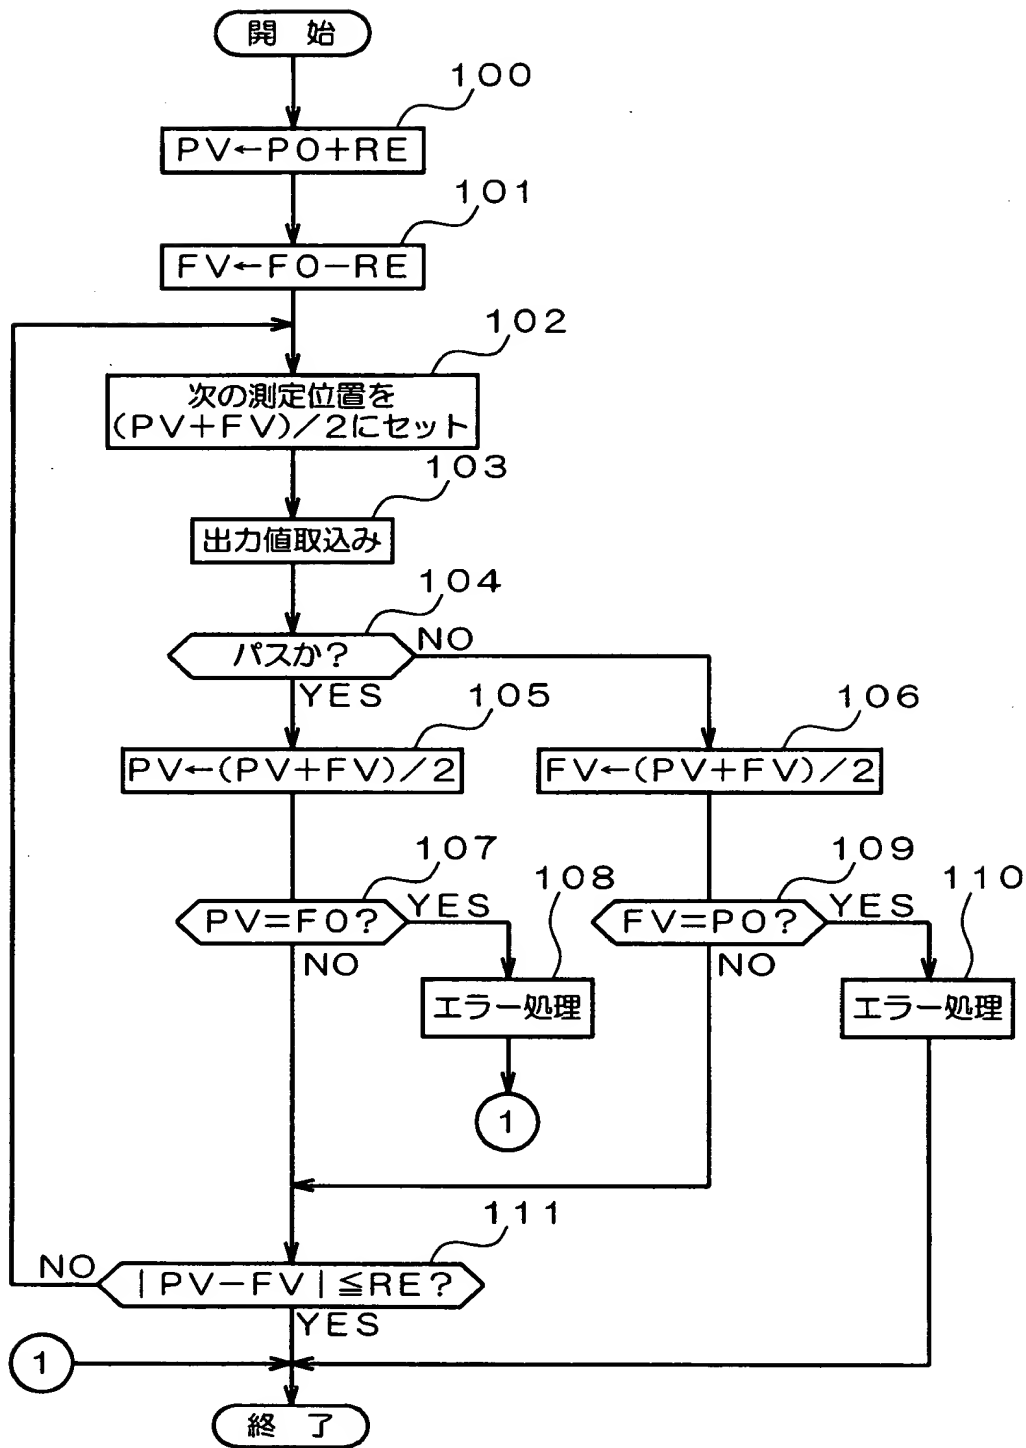 開 始
100
PV←PO+RE
101
FV←FO−RE
102
次の測定位置を
(PV+FV)/2にセット
103
出力値取込み
104
パスか?
NO
YES
105
PV←(PV+FV)/2
106
FV←(PV+FV)/2
107
PV=FO?
YES
NO
108
エラー処理
1
109
FV=PO?
YES
NO
110
エラー処理
111
|PV−FV|≦RE?
NO
YES
1
終 了